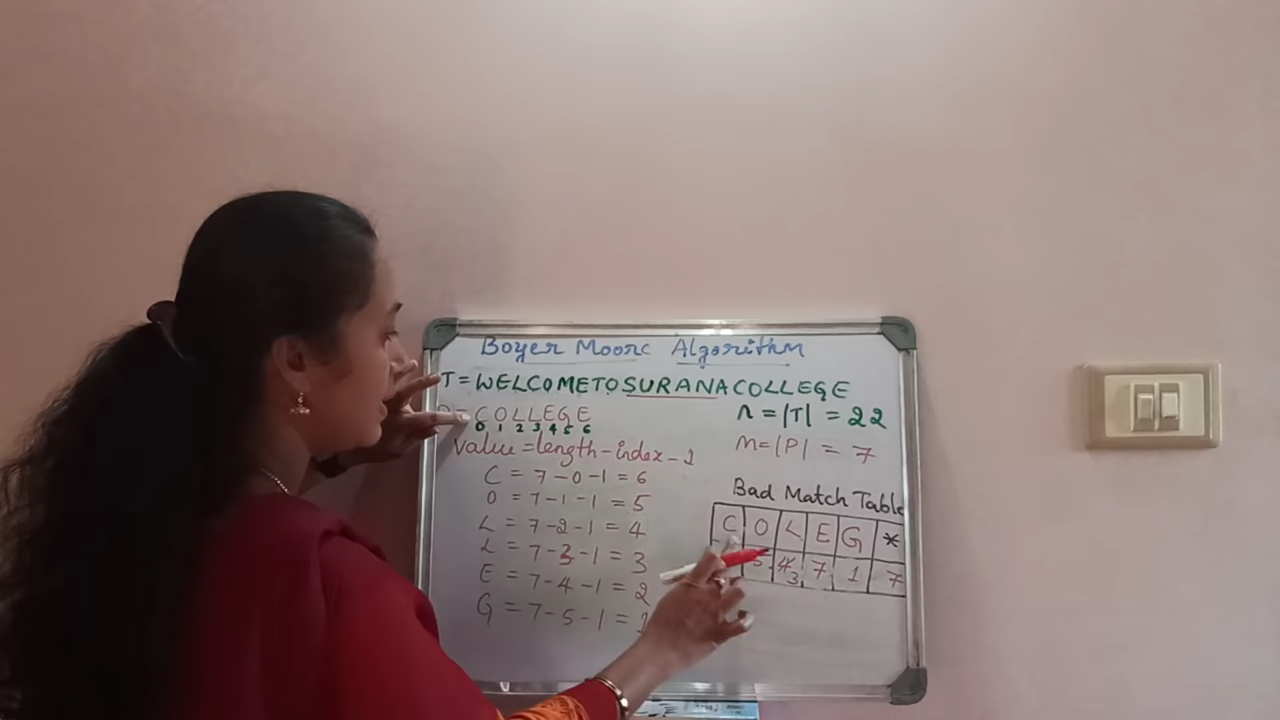 Boyer Moore Algorithm
T = WELCOMETOSURANACOLLEGE
P = COLLEGE
0 1 2 3 4 5 6
n = |T| = 22
m = |P| = 7
Value = length - index - 1
C = 7 - 0 - 1 = 6
O = 7 - 1 - 1 = 5
L = 7 - 2 - 1 = 4
L = 7 - 3 - 1 = 3
E = 7 - 4 - 1 = 2
G = 7 - 5 - 1 = 1
Bad Match Table
C O L E G *
5 4 3 7 1 7